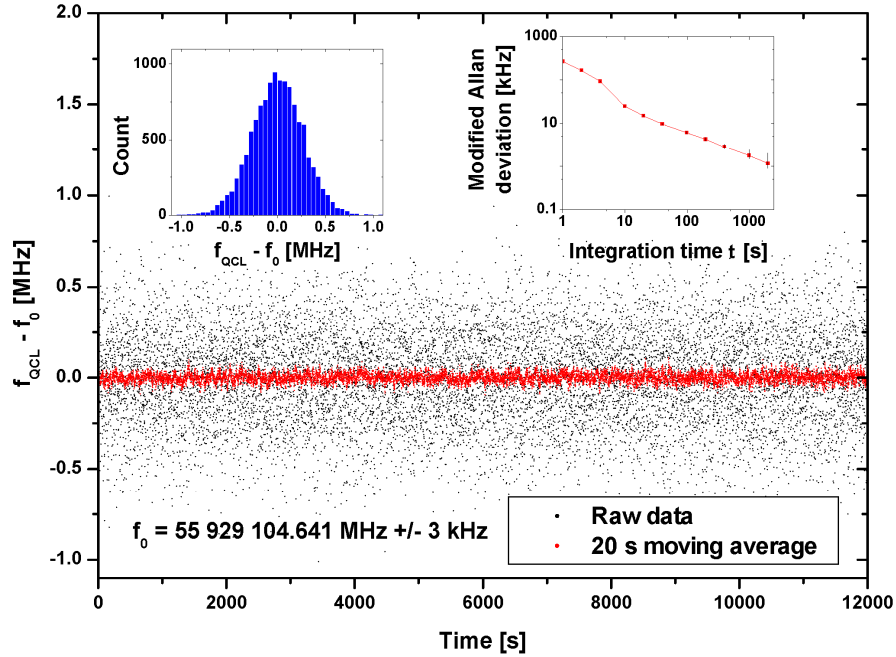 2.0
1.5
1.0
0.5
0.0
-0.5
-1.0
f_QCL - f_0 [MHz]
1000
500
0
Count
-1.0 -0.5 0.0 0.5 1.0
f_QCL - f_0 [MHz]
1000
10
0.1
Modified Allan
deviation [kHz]
1 10 100 1000
Integration time t [s]
f_0 = 55 929 104.641 MHz +/- 3 kHz
Raw data
20 s moving average
0 2000 4000 6000 8000 10000 12000
Time [s]